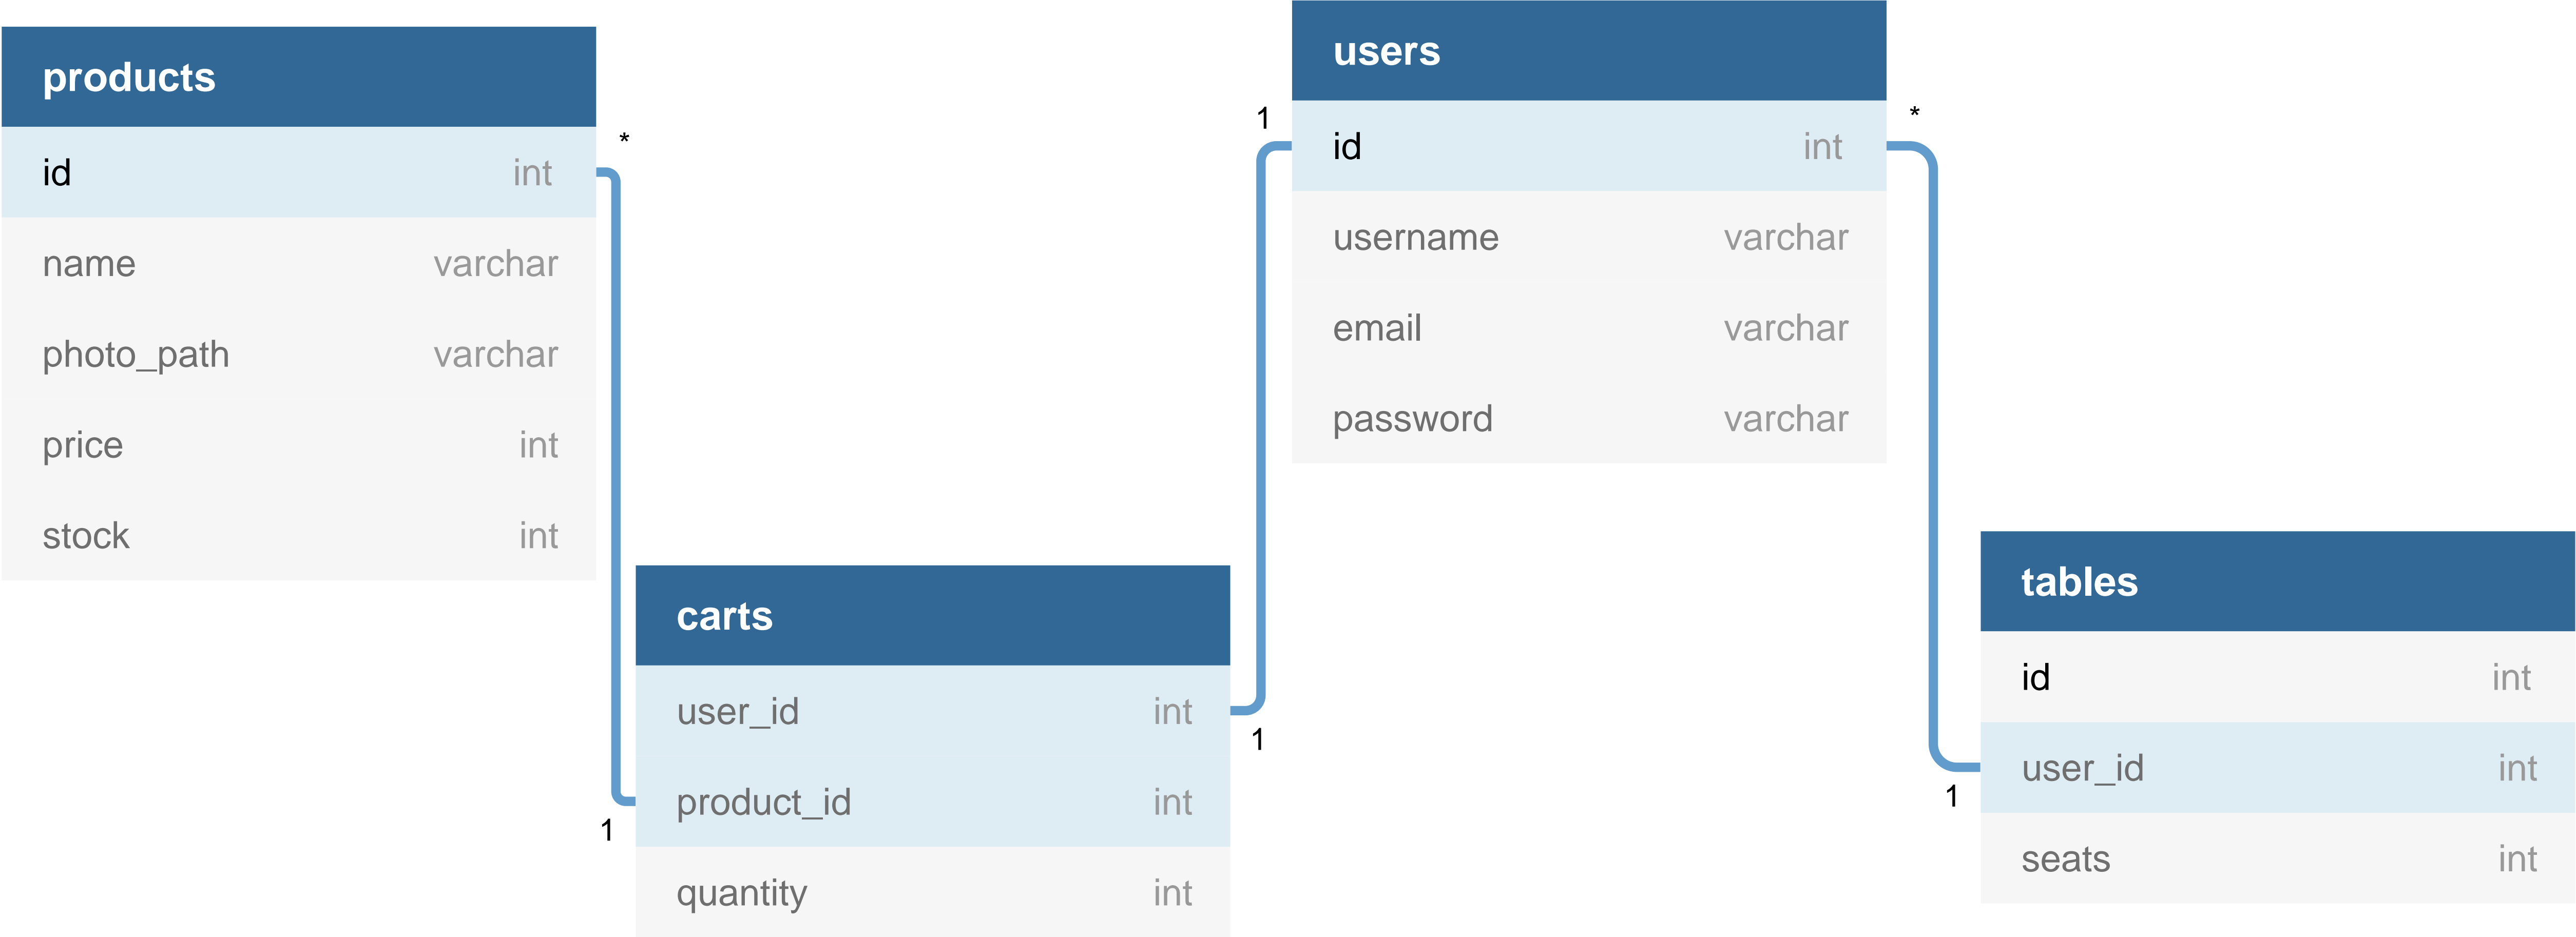 products
id int
name varchar
photo_path varchar
price int
stock int
*
1
carts
user_id int
product_id int
quantity int
1
1
users
id int
username varchar
email varchar
password varchar
*
1
tables
id int
user_id int
seats int